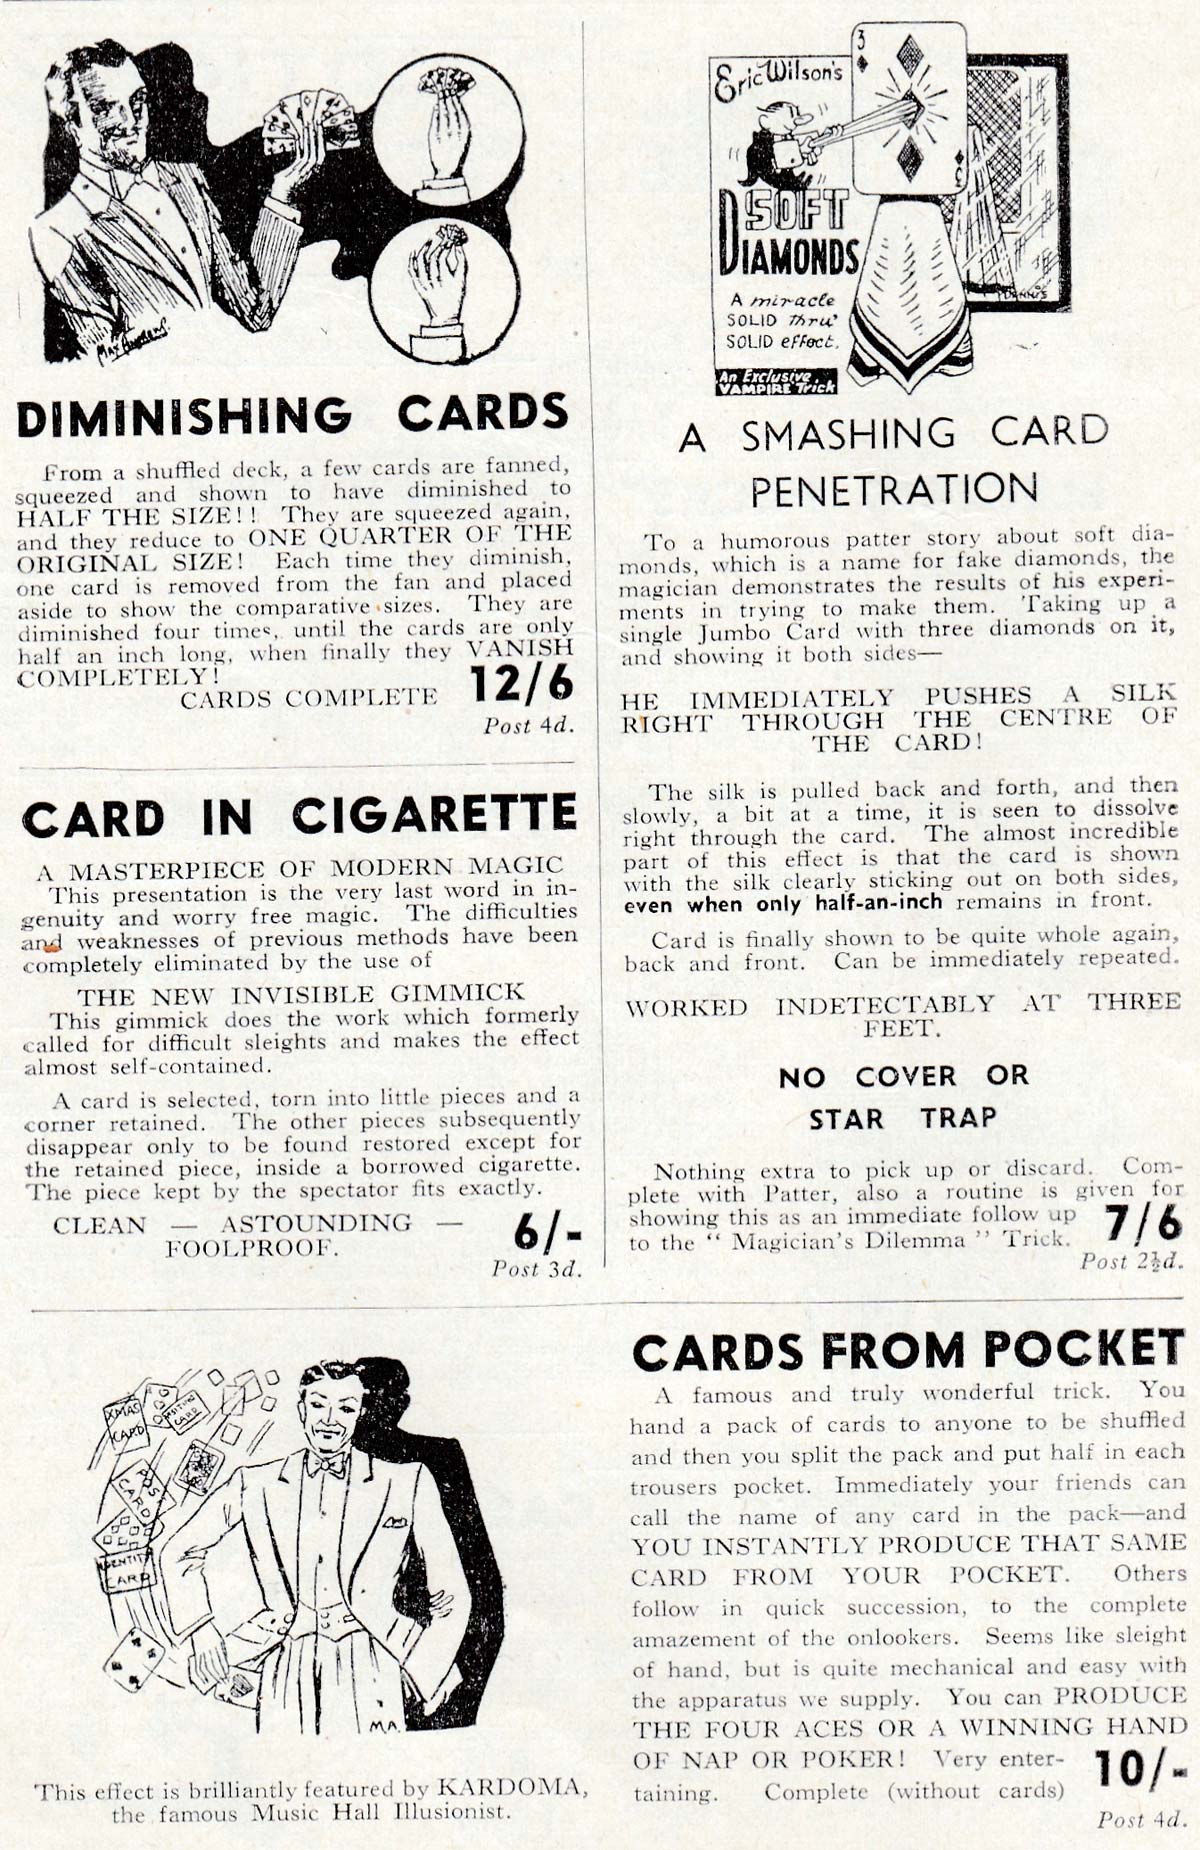 Max Andrews.
DIMINISHING CARDS
From a shuffled deck, a few cards are fanned,
squeezed and shown to have diminished to
HALF THE SIZE!! They are squeezed again,
and they reduce to ONE QUARTER OF THE
ORIGINAL SIZE! Each time they diminish,
one card is removed from the fan and placed
aside to show the comparative sizes. They are
diminished four times, until the cards are only
half an inch long, when finally they VANISH
COMPLETELY!
CARDS COMPLETE 12/6
Post 4d.
CARD IN CIGARETTE
A MASTERPIECE OF MODERN MAGIC
This presentation is the very last word in in-
genuity and worry free magic. The difficulties
and weaknesses of previous methods have been
completely eliminated by the use of
THE NEW INVISIBLE GIMMICK
This gimmick does the work which formerly
called for difficult sleights and makes the effect
almost self-contained.
A card is selected, torn into little pieces and a
corner retained. The other pieces subsequently
disappear only to be found restored except for
the retained piece, inside a borrowed cigarette.
The piece kept by the spectator fits exactly.
CLEAN — ASTOUNDING —
FOOLPROOF.
6/-
Post 3d.
Eric Wilson's
3
3
SOFT
DIAMONDS
A miracle
SOLID thru'
SOLID effect.
An Exclusive
VAMPIRE Trick
DENNIS
A SMASHING CARD
PENETRATION
To a humorous patter story about soft dia-
monds, which is a name for fake diamonds, the
magician demonstrates the results of his experi-
ments in trying to make them. Taking up a
single Jumbo Card with three diamonds on it,
and showing it both sides—
HE IMMEDIATELY PUSHES A SILK
RIGHT THROUGH THE CENTRE OF
THE CARD!
The silk is pulled back and forth, and then
slowly, a bit at a time, it is seen to dissolve
right through the card. The almost incredible
part of this effect is that the card is shown
with the silk clearly sticking out on both sides,
even when only half-an-inch remains in front.
Card is finally shown to be quite whole again,
back and front. Can be immediately repeated.
WORKED INDETECTABLY AT THREE
FEET.
NO COVER OR
STAR TRAP
Nothing extra to pick up or discard. Com-
plete with Patter, also a routine is given for
showing this as an immediate follow up
to the “ Magician's Dilemma ” Trick.
7/6
Post 2½d.
XMAS
CARD
VISITING
CARD
POST
CARD
IDENTITY
CARD
M.A.
This effect is brilliantly featured by KARDOMA,
the famous Music Hall Illusionist.
CARDS FROM POCKET
A famous and truly wonderful trick. You
hand a pack of cards to anyone to be shuffled
and then you split the pack and put half in each
trousers pocket. Immediately your friends can
call the name of any card in the pack—and
YOU INSTANTLY PRODUCE THAT SAME
CARD FROM YOUR POCKET. Others
follow in quick succession, to the complete
amazement of the onlookers. Seems like sleight
of hand, but is quite mechanical and easy with
the apparatus we supply. You can PRODUCE
THE FOUR ACES OR A WINNING HAND
OF NAP OR POKER! Very enter-
taining. Complete (without cards)
10/-
Post 4d.